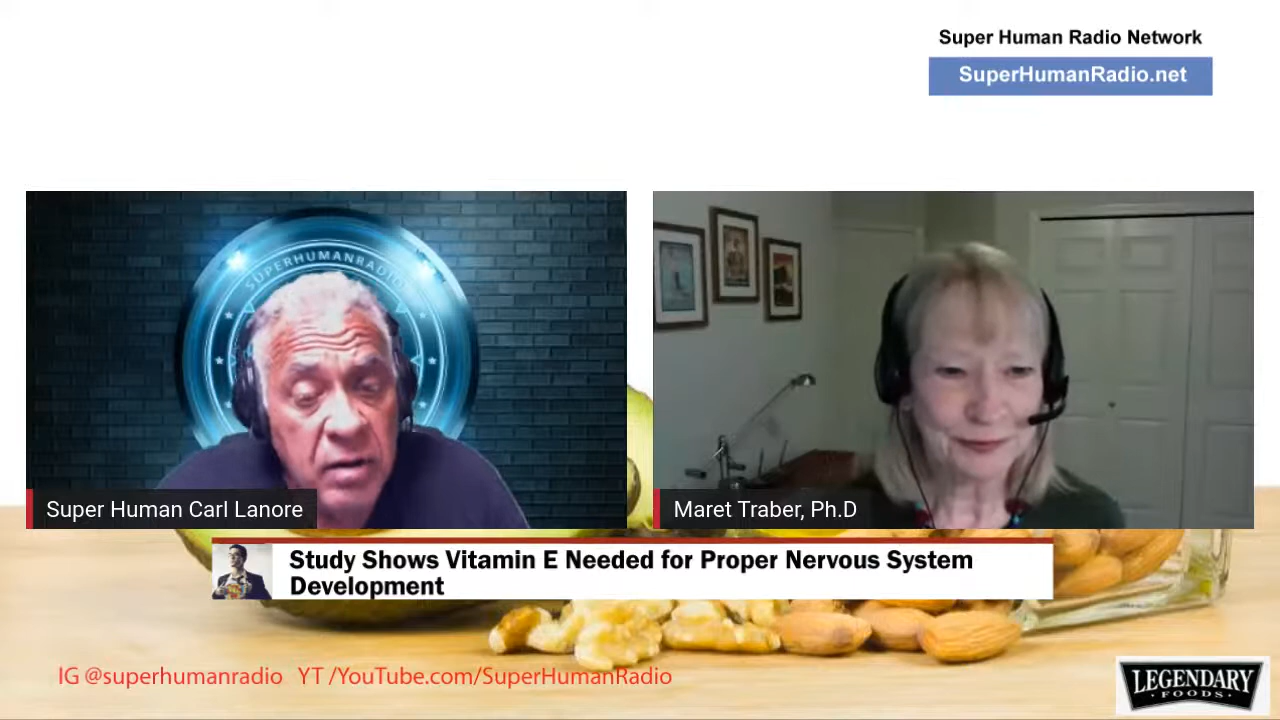 Super Human Radio Network
SuperHumanRadio.net
SUPERHUMANRADIO
Super Human Carl Lanore
Maret Traber, Ph.D
Study Shows Vitamin E Needed for Proper Nervous System
Development
IG @superhumanradio YT /YouTube.com/SuperHumanRadio
LEGENDARY
FOODS